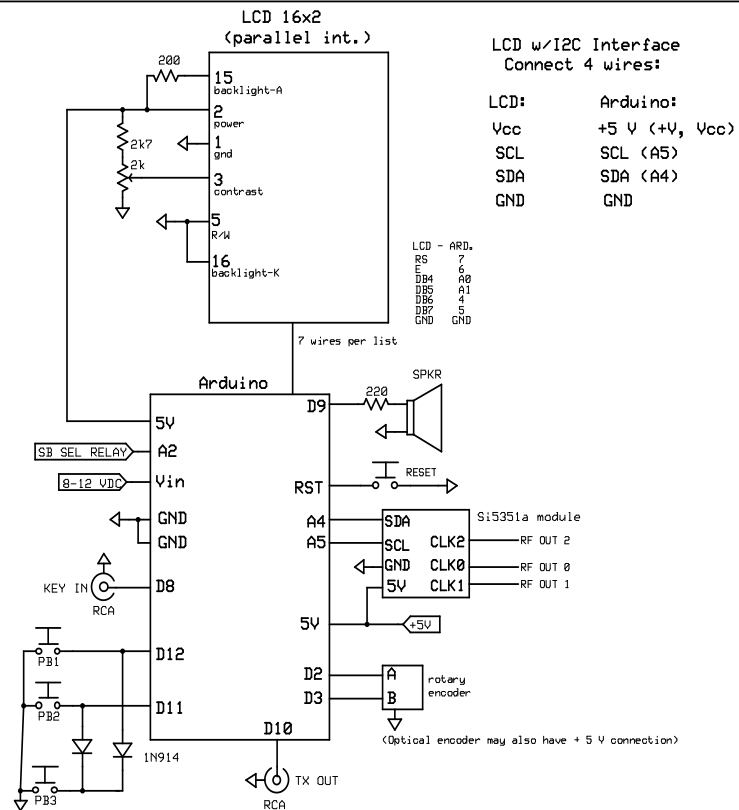 LCD 16x2
(parallel int.)
200
15
backlight-A
2
power
2k7
1
gnd
2k
3
contrast
5
R/W
16
backlight-K
LCD w/I2C Interface
Connect 4 wires:
LCD: Arduino:
Vcc +5 V (+V, Vcc)
SCL SCL (A5)
SDA SDA (A4)
GND GND
LCD - ARD.
RS 7
E 6
DB4 A0
DB5 A1
DB6 4
DB7 5
GND GND
7 wires per list
Arduino
D9
220
SPKR
5V
SB SEL RELAY
A2
8-12 VDC
Vin
RST
RESET
GND
GND
A4
A5
Si5351a module
SDA
SCL
GND
5V
CLK2
CLK0
CLK1
RF OUT 2
RF OUT 0
RF OUT 1
KEY IN
RCA
D8
5V
+5V
PB1
D12
D2
D3
A
B
rotary
encoder
PB2
D11
(Optical encoder may also have + 5 V connection)
D10
1N914
PB3
TX OUT
RCA